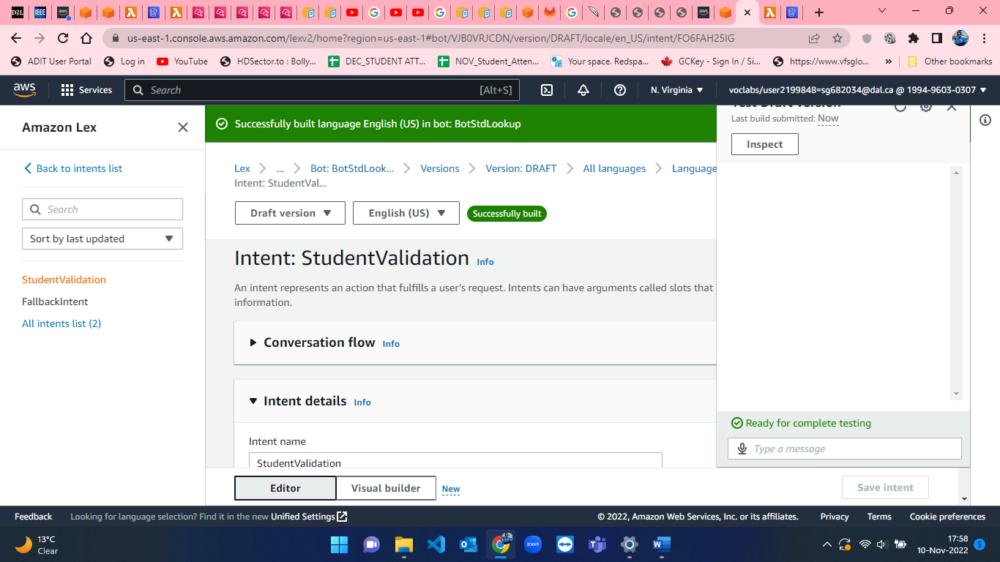 D2L
IEEE
aws
us-east-1.console.aws.amazon.com/lexv2/home?region=us-east-1#bot/VJB0VRJCDN/version/DRAFT/locale/en_US/intent/FO6FAH25IG
ADIT User Portal
Log in
YouTube
HDSector.to : Bolly...
DEC_STUDENT ATT...
NOV_Student_Atten...
Your space. Redspa...
GCKey - Sign In / Si...
https://www.vfsglo...
»
Other bookmarks
aws
Services
Search
[Alt+S]
N. Virginia
voclabs/user2199848=sg682034@dal.ca @ 1994-9603-0307
Amazon Lex
Back to intents list
Search
Sort by last updated
StudentValidation
FallbackIntent
All intents list (2)
Successfully built language English (US) in bot: BotStdLookup
Lex
...
Bot: BotStdLook...
Versions
Version: DRAFT
All languages
Language
Intent: StudentVal...
Draft version
English (US)
Successfully built
Intent: StudentValidation Info
An intent represents an action that fulfills a user's request. Intents can have arguments called slots that
information.
Conversation flow Info
Intent details Info
Intent name
StudentValidation
Editor
Visual builder
New
Save intent
Test Draft version
Last build submitted: Now
Inspect
Ready for complete testing
Type a message
Feedback
Looking for language selection? Find it in the new Unified Settings
© 2022, Amazon Web Services, Inc. or its affiliates.
Privacy
Terms
Cookie preferences
13°C
Clear
zoom
17:58
10-Nov-2022
5